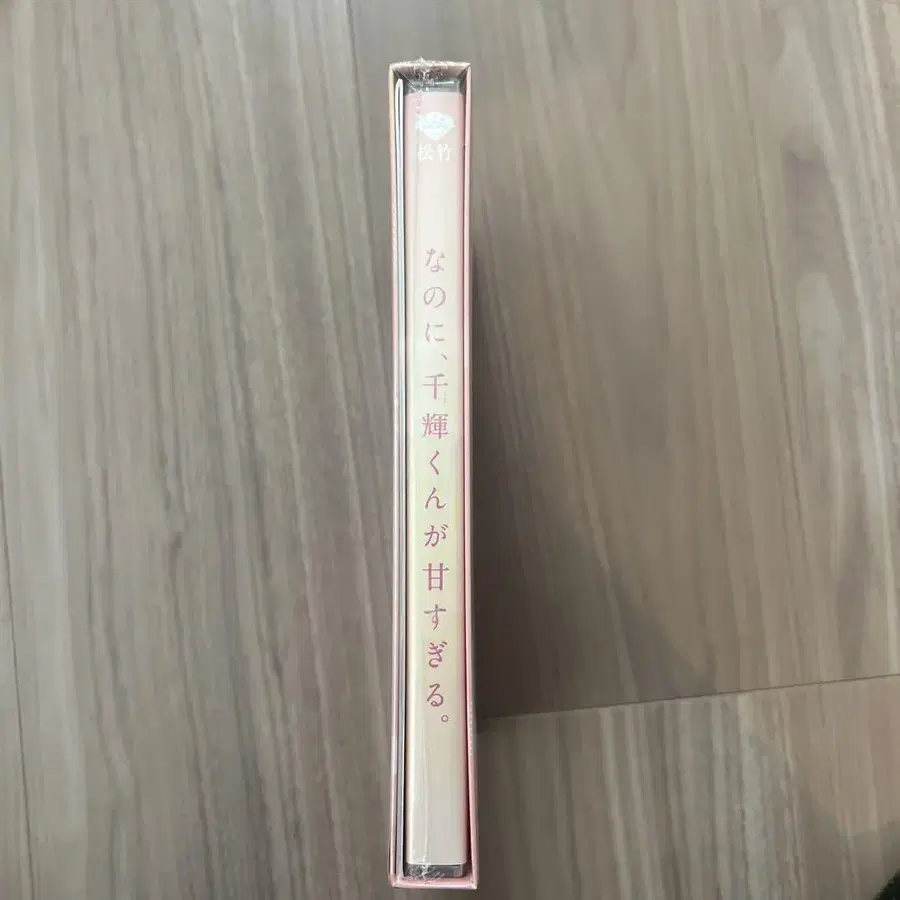 松竹
なのに、千輝くんが甘すぎる。